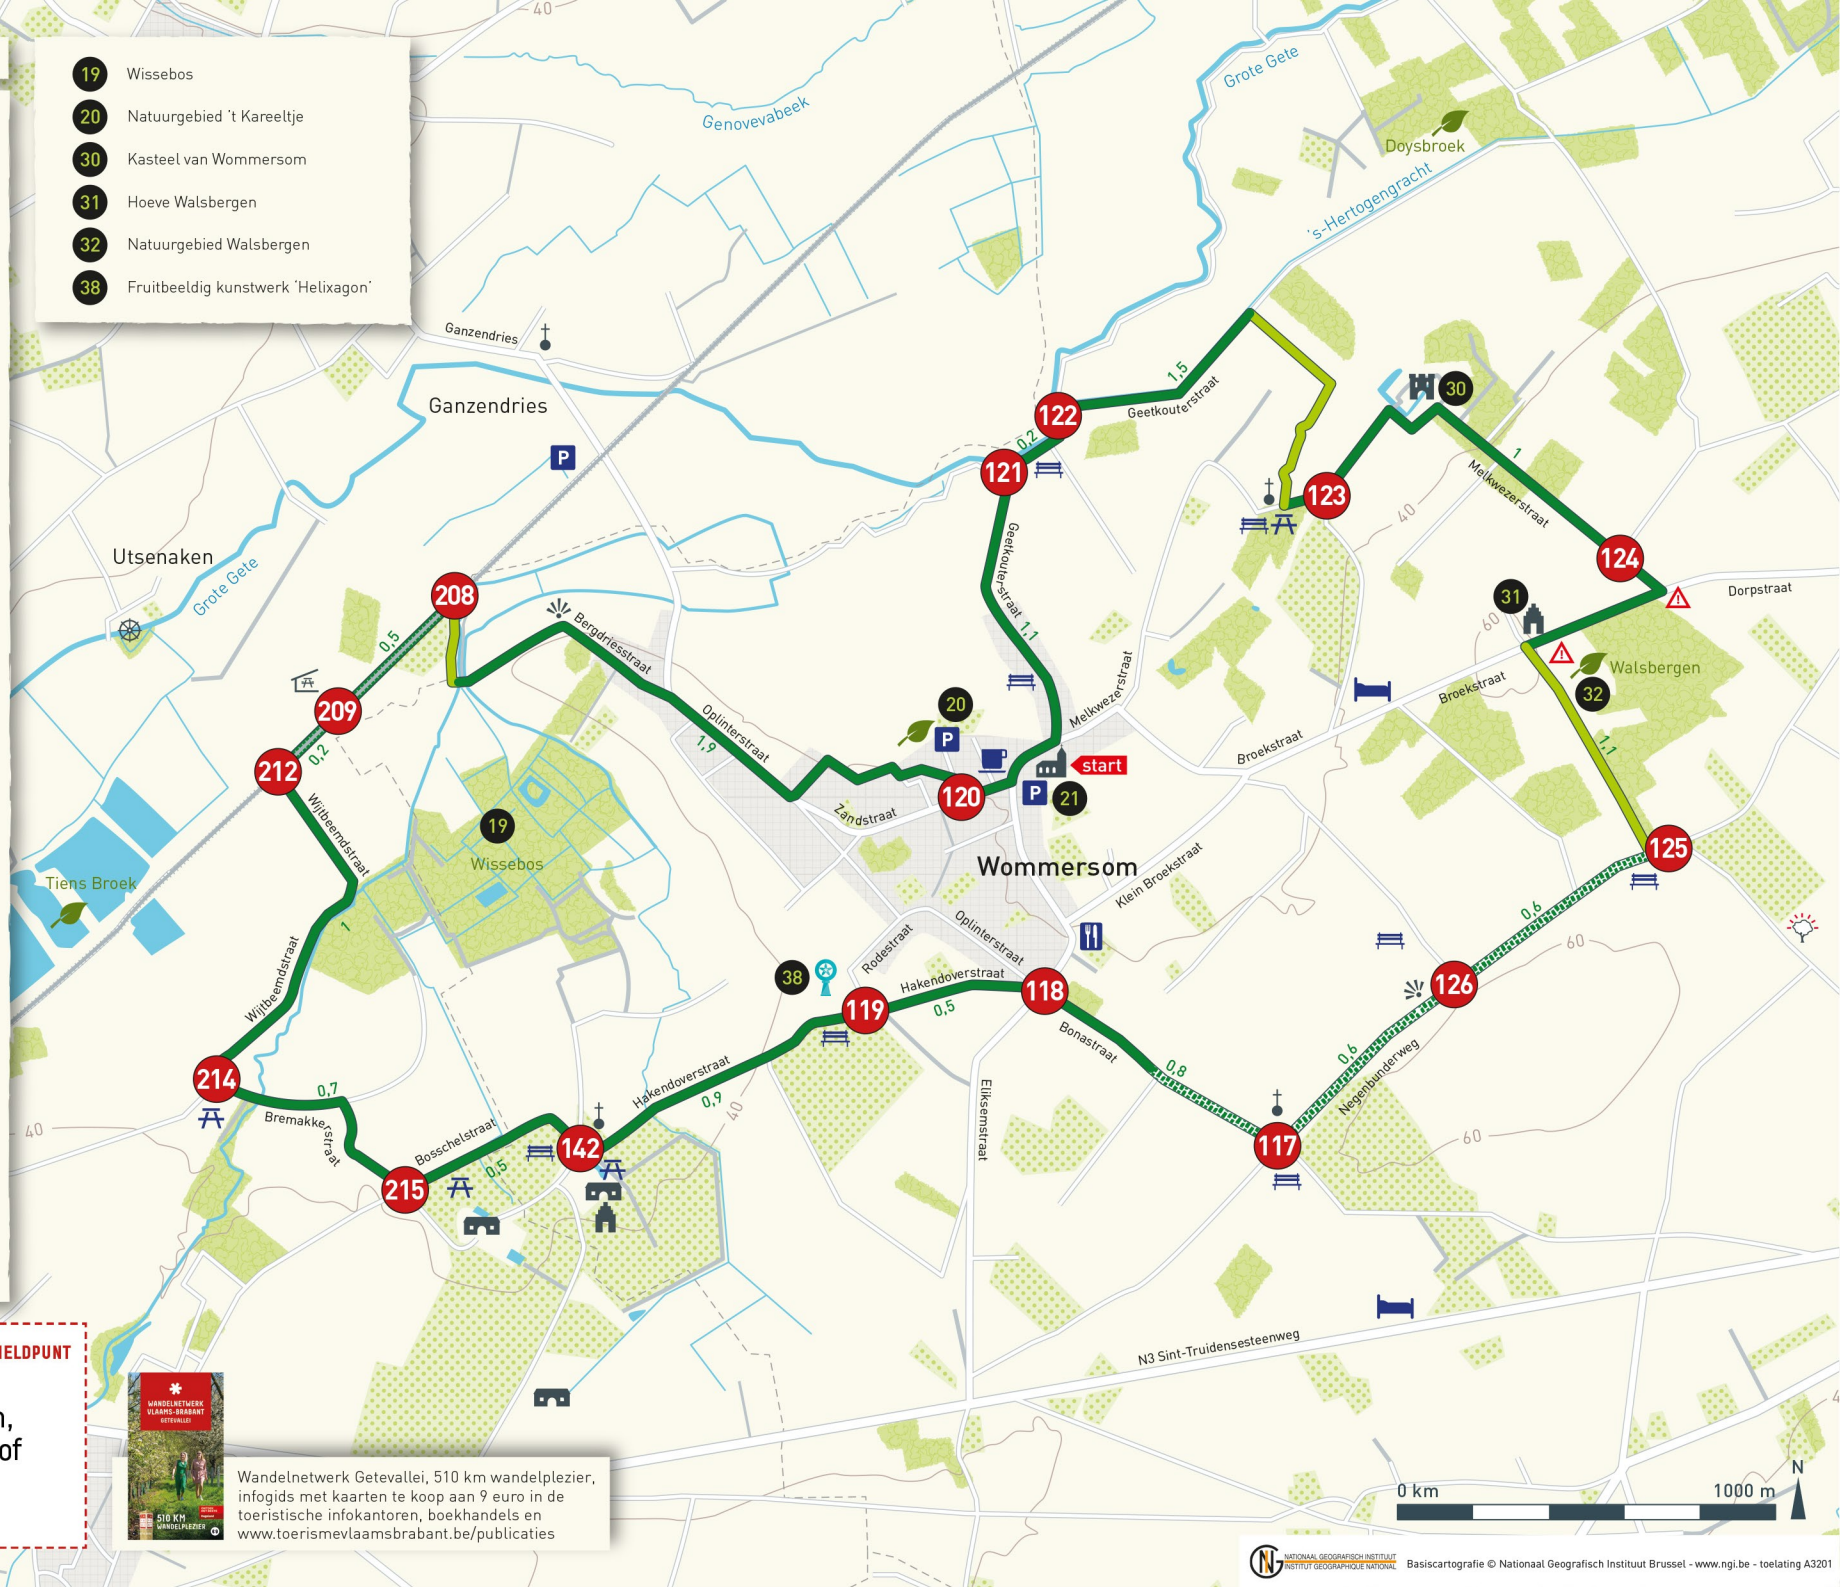 19 Wissebos
20 Natuurgebied 't Kareeltje
30 Kasteel van Wommersom
31 Hoeve Walsbergen
32 Natuurgebied Walsbergen
38 Fruitbeeldig kunstwerk 'Helixagon'
40
Genovevabeek
Grote Gete
Doysbroek
's-Hertogengracht
Ganzendries
Ganzendries
P
122
1,5
Geetkouterstraat
0,2
121
30
123
40
1
Melkwezerstraat
124
Dorpstraat
Utsenaken
Grote Gete
208
0,5
209
0,2
212
Bergdriesstraat
Oplinterstraat
1,9
Geetkouterstraat
1,1
Melkwezerstraat
20
P
120
start
P
21
31
60
Walsbergen
32
Broekstraat
Broekstraat
1,1
125
Wijtbeemdstraat
19
Wissebos
Tiens Broek
Zandstraat
Wommersom
Klein Broekstraat
Oplinterstraat
Rodestraat
1
Wijtbeemdstraat
38
119
Hakendoverstraat
0,5
118
Bonastraat
0,8
0,6
60
126
0,6
Negenbunderweg
117
60
214
0,7
Bremakkerstraat
40
215
Bosschelstraat
0,5
142
Hakendoverstraat
0,9
40
Eliksemstraat
N3 Sint-Truidensesteenweg
IELDPUNT
of
WANDELNETWERK
VLAAMS-BRABANT
GETEVALLEI
510 KM
WANDELPLEZIER
Wandelnetwerk Getevallei, 510 km wandelplezier,
infogids met kaarten te koop aan 9 euro in de
toeristische infokantoren, boekhandels en
www.toerismevlaamsbrabant.be/publicaties
0 km 1000 m
N
NATIONAAL GEOGRAFISCH INSTITUUT
INSTITUT GEOGRAPHIQUE NATIONAL
Basiscartografie © Nationaal Geografisch Instituut Brussel - www.ngi.be - toelating A3201